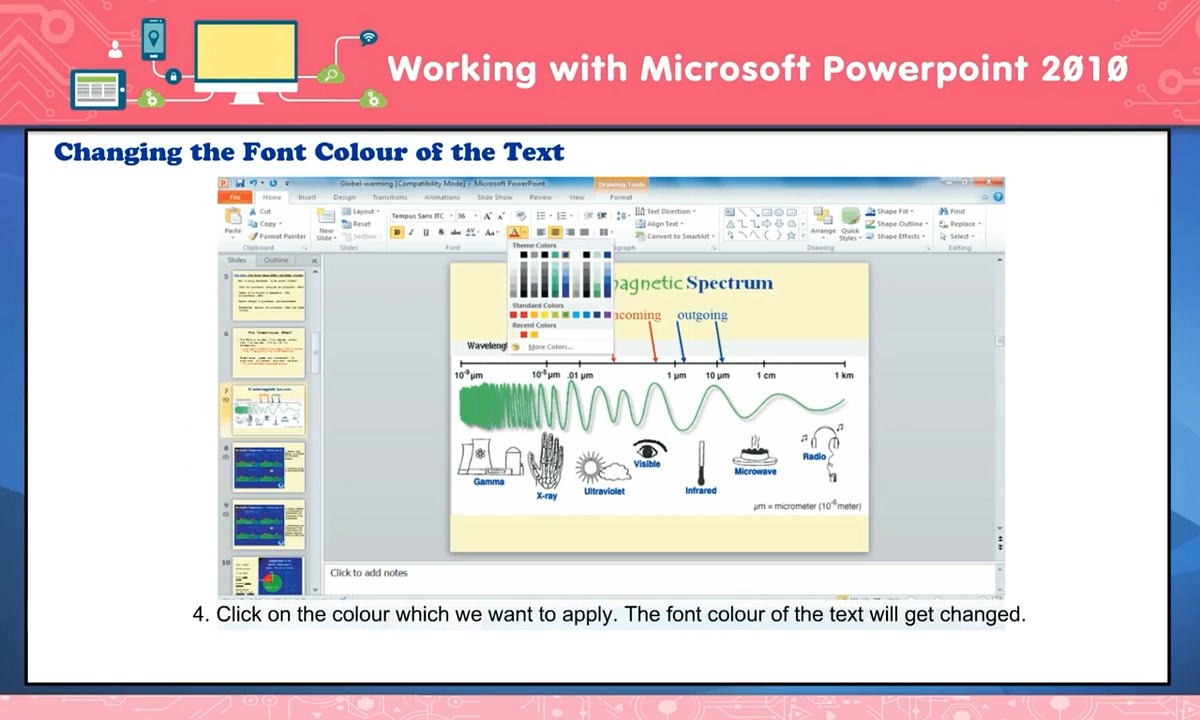 Working with Microsoft Powerpoint 2010
Changing the Font Colour of the Text
Globel-warming [Compatibility Mode] - Microsoft PowerPoint
Drawing Tools
File Home Insert Design Transitions Animations Slide Show Review View Format
Paste
Cut
Copy
Format Painter
Clipboard
New Slide
Layout
Reset
Section
Slides
Tempus Sans ITC 36
Font
Text Direction
Align Text
Convert to SmartArt
Arrange
Quick Styles
Shape Fill
Shape Outline
Shape Effects
Drawing
Find
Replace
Select
Editing
Slides Outline
Theme Colors
Standard Colors
Recent Colors
More Colors...
5
6
7
8
9
10
agnetic Spectrum
ncoming outgoing
Waveleng
10⁻⁹µm .01 µm 1 µm 10 µm 1 cm 1 km
Gamma
X-ray
Ultraviolet
Visible
Infrared
Microwave
Radio
µm = micrometer (10⁻⁶meter)
Click to add notes
4. Click on the colour which we want to apply. The font colour of the text will get changed.